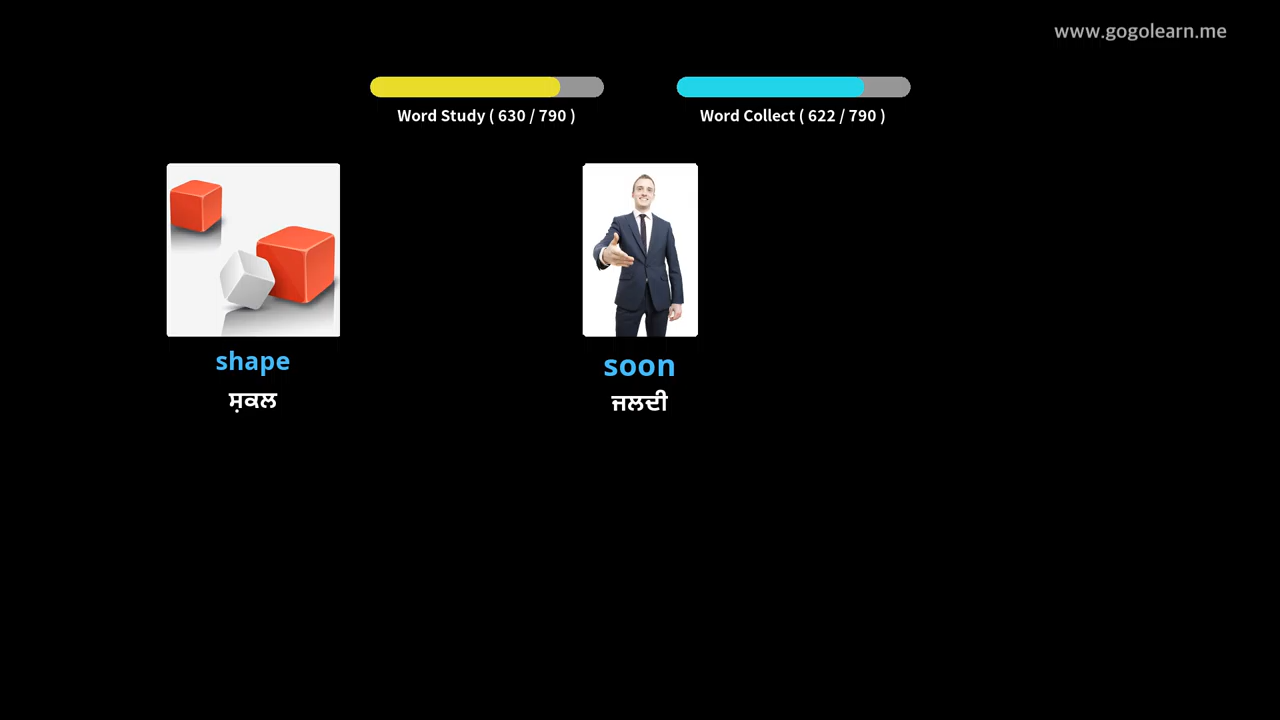 www.gogolearn.me
Word Study ( 630 / 790 )
Word Collect ( 622 / 790 )
shape
ਸ਼ਕਲ
soon
ਜਲਦੀ